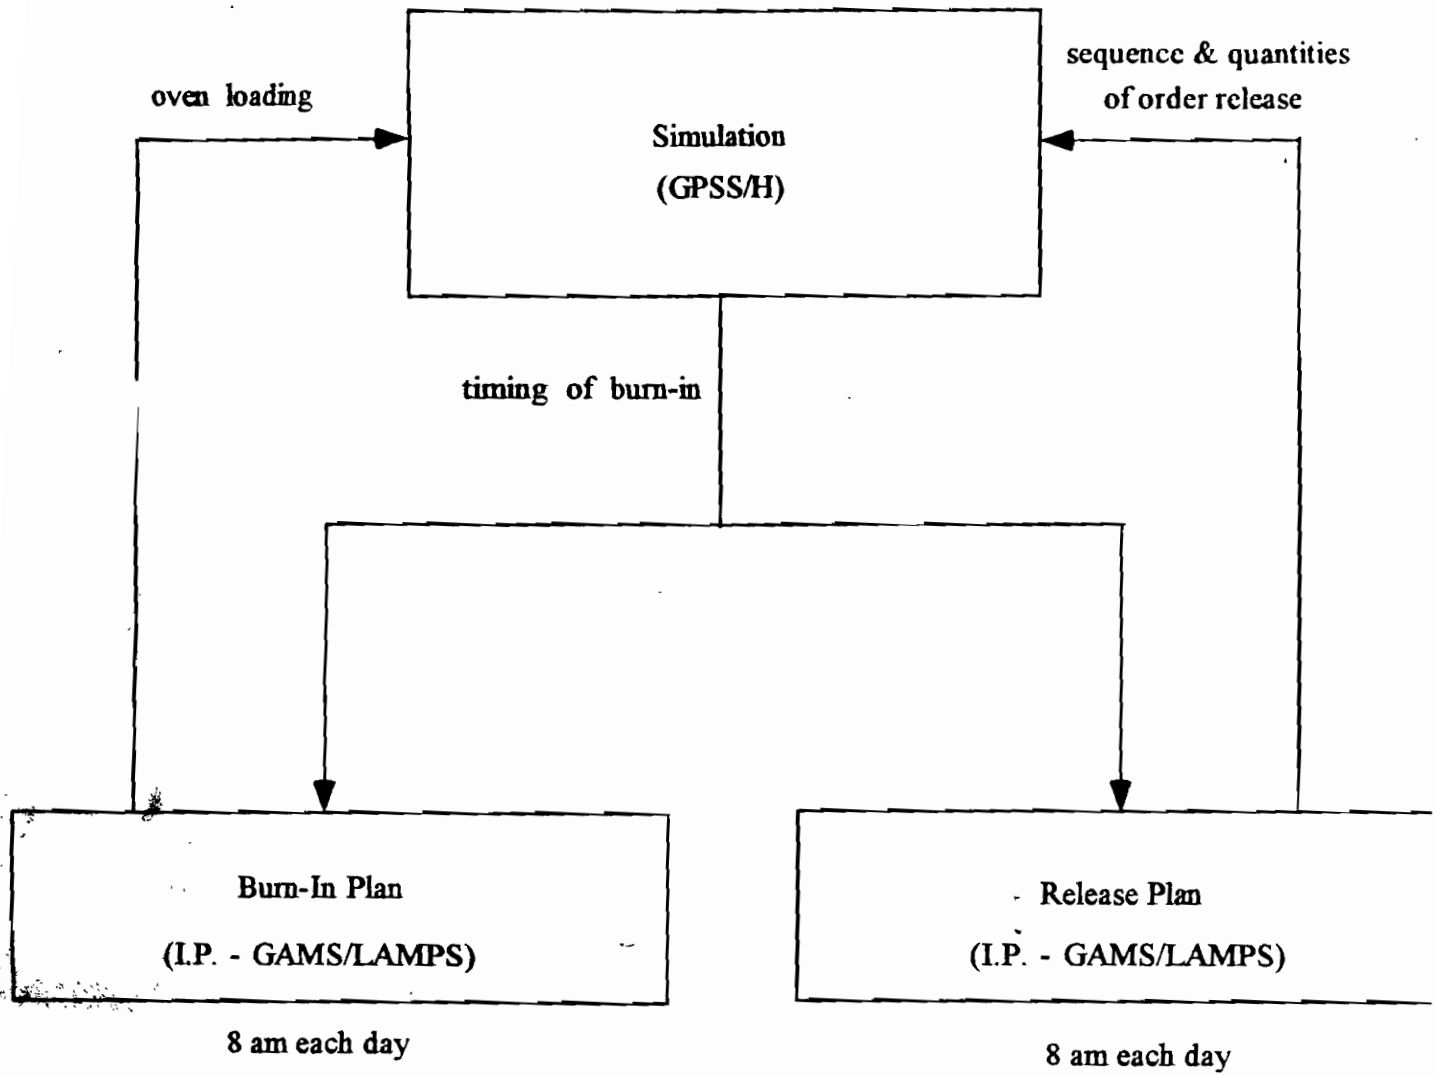 oven loading
sequence & quantities
of order release
Simulation
(GPSS/H)
timing of burn-in
Burn-In Plan
(I.P. - GAMS/LAMPS)
8 am each day
Release Plan
(I.P. - GAMS/LAMPS)
8 am each day